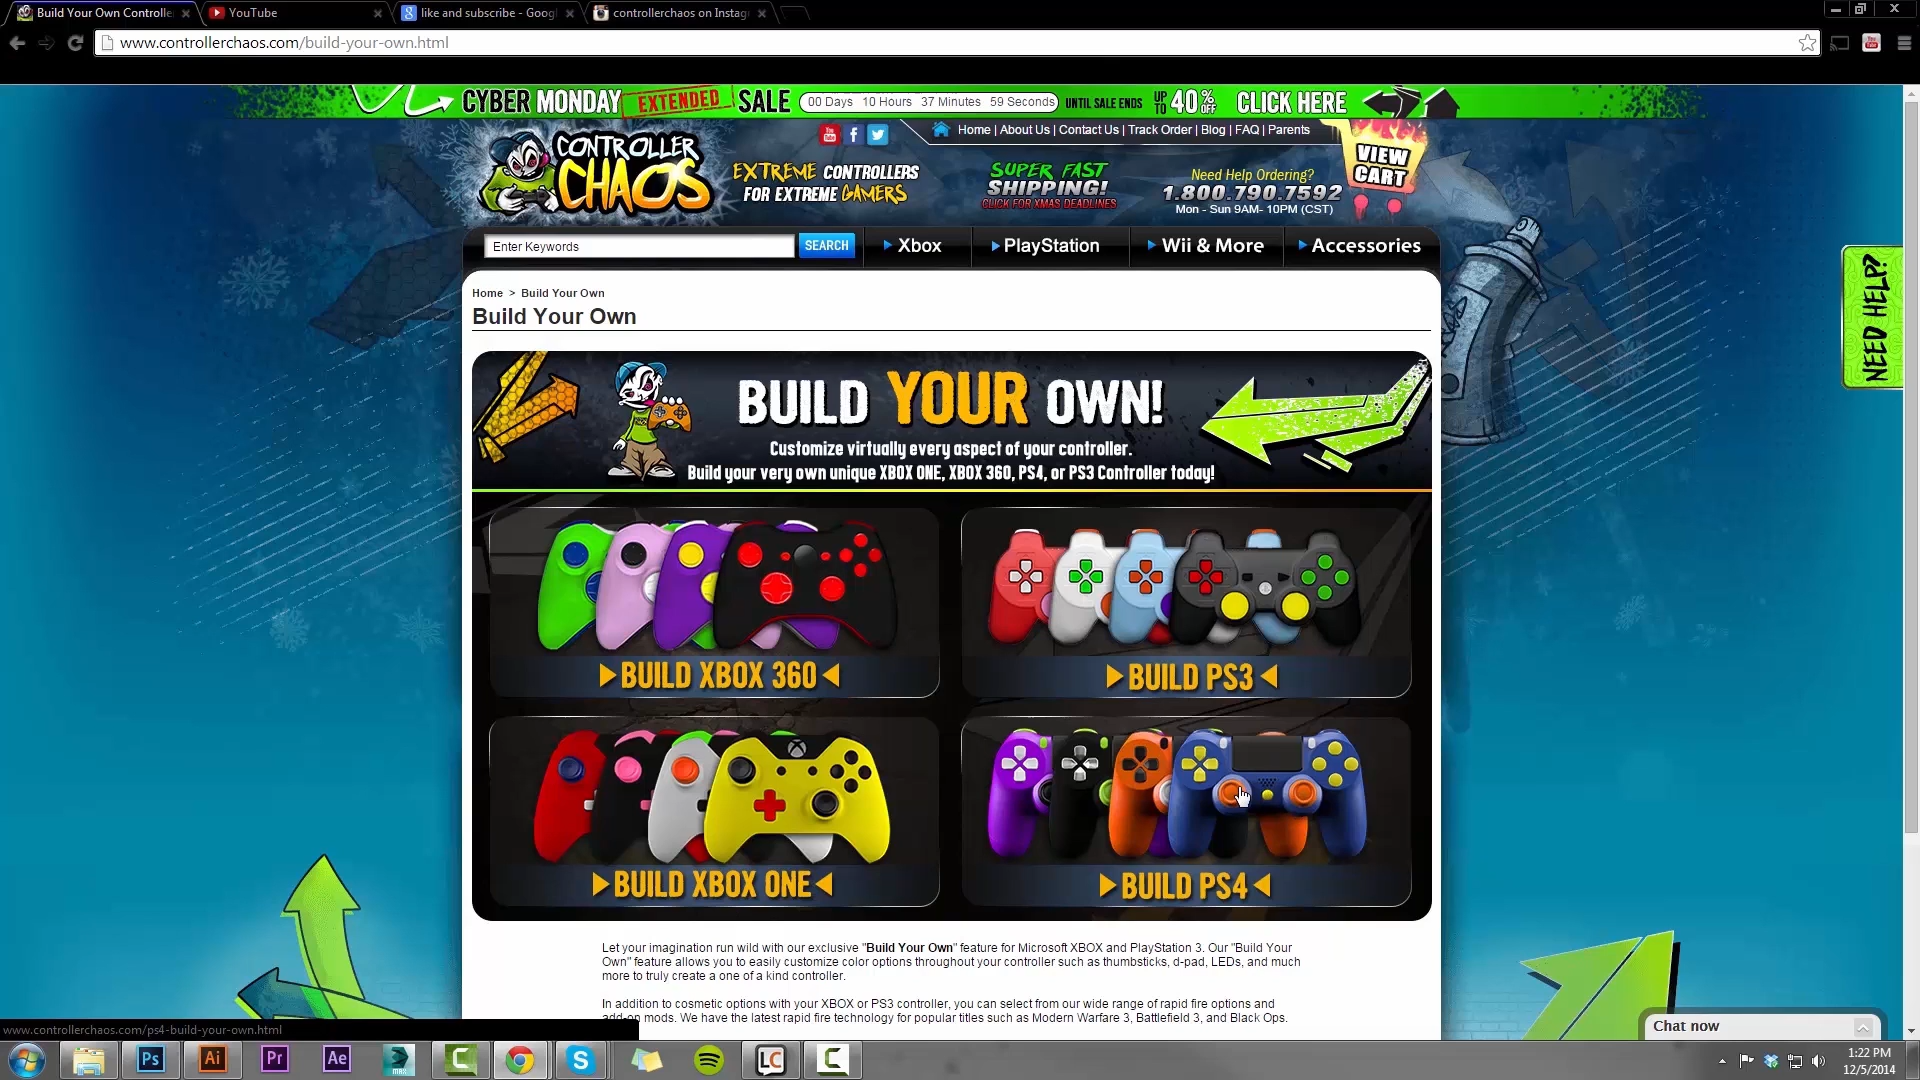 Build Your Own Controlle
YouTube
like and subscribe - Goog
controllerchaos on Instag
www.controllerchaos.com/build-your-own.html
CYBER MONDAY EXTENDED SALE
00 Days 10 Hours 37 Minutes 59 Seconds
UNTIL SALE ENDS
UP TO 40% OFF
CLICK HERE
Home | About Us | Contact Us | Track Order | Blog | FAQ | Parents
CONTROLLER
CHAOS
EXTREME CONTROLLERS
FOR EXTREME GAMERS
SUPER FAST
SHIPPING!
CLICK FOR XMAS DEADLINES
Need Help Ordering?
1.800.790.7592
Mon - Sun 9AM- 10PM (CST)
VIEW
CART
Enter Keywords
SEARCH
Xbox
PlayStation
Wii & More
Accessories
NEED HELP?
Home > Build Your Own
Build Your Own
BUILD YOUR OWN!
Customize virtually every aspect of your controller.
Build your very own unique XBOX ONE, XBOX 360, PS4, or PS3 Controller today!
BUILD XBOX 360
BUILD PS3
BUILD XBOX ONE
BUILD PS4
Let your imagination run wild with our exclusive "Build Your Own" feature for Microsoft XBOX and PlayStation 3. Our "Build Your
Own" feature allows you to easily customize color options throughout your controller such as thumbsticks, d-pad, LEDs, and much
more to truly create a one of a kind controller.
In addition to cosmetic options with your XBOX or PS3 controller, you can select from our wide range of rapid fire options and
add-on mods. We have the latest rapid fire technology for popular titles such as Modern Warfare 3, Battlefield 3, and Black Ops.
www.controllerchaos.com/ps4-build-your-own.html
Chat now
Ps
Ai
Pr
Ae
MAX
C
S
LC
C
1:22 PM
12/5/2014